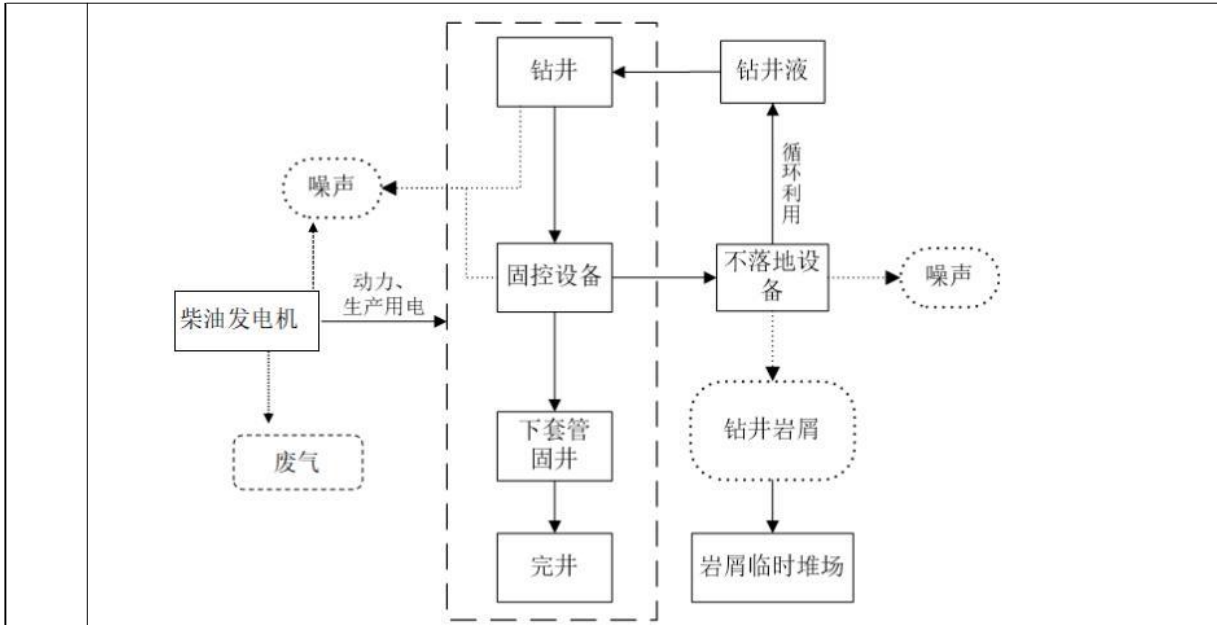 钻井
钻井液
循环利用
噪声
固控设备
不落地设
备
噪声
动力、
生产用电
柴油发电机
下套管
固井
钻井岩屑
废气
完井
岩屑临时堆场